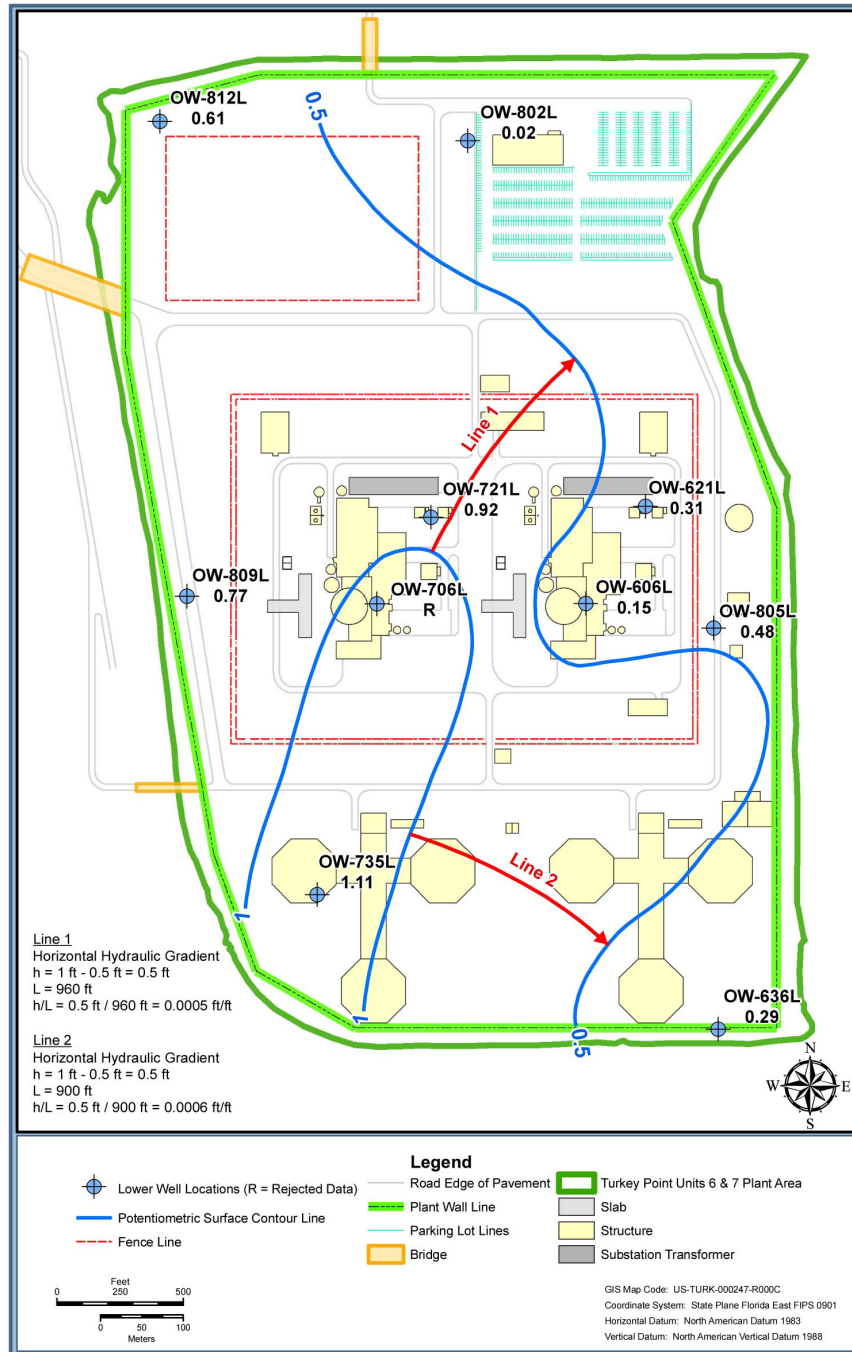 OW-812L
0.61
0.5
OW-802L
0.02
Line 1
OW-721L
0.92
OW-621L
0.31
OW-809L
0.77
OW-706L
R
OW-606L
0.15
OW-805L
0.48
OW-735L
1.11
Line 2
1
1
0.5
OW-636L
0.29
Line 1
Horizontal Hydraulic Gradient
h = 1 ft - 0.5 ft = 0.5 ft
L = 960 ft
h/L = 0.5 ft / 960 ft = 0.0005 ft/ft
Line 2
Horizontal Hydraulic Gradient
h = 1 ft - 0.5 ft = 0.5 ft
L = 900 ft
h/L = 0.5 ft / 900 ft = 0.0006 ft/ft
N
W
E
S
Legend
Lower Well Locations (R = Rejected Data)
Potentiometric Surface Contour Line
Fence Line
Road Edge of Pavement
Plant Wall Line
Parking Lot Lines
Bridge
Turkey Point Units 6 & 7 Plant Area
Slab
Structure
Substation Transformer
Feet
0 250 500
0 50 100
Meters
GIS Map Code: US-TURK-000247-R000C
Coordinate System: State Plane Florida East FIPS 0901
Horizontal Datum: North American Datum 1983
Vertical Datum: North American Vertical Datum 1988